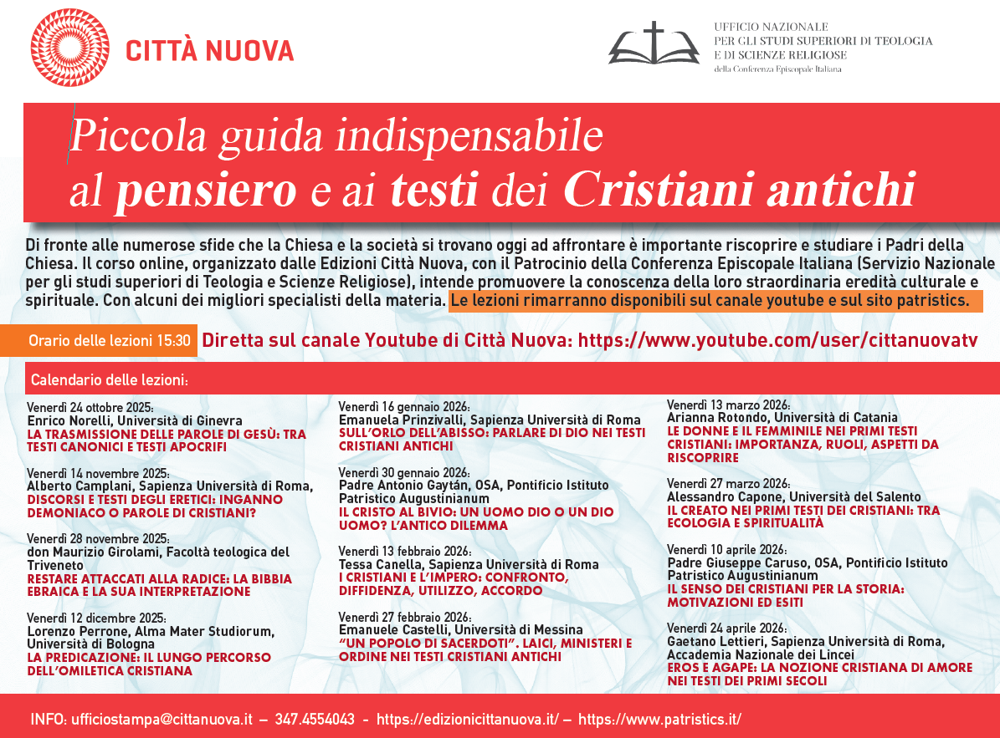 CITTÀ NUOVA
UFFICIO NAZIONALE
PER GLI STUDI SUPERIORI DI TEOLOGIA
E DI SCIENZE RELIGIOSE
della Conferenza Episcopale Italiana
Piccola guida indispensabile
al pensiero e ai testi dei Cristiani antichi
Di fronte alle numerose sfide che la Chiesa e la società si trovano oggi ad affrontare è importante riscoprire e studiare i Padri della
Chiesa. Il corso online, organizzato dalle Edizioni Città Nuova, con il Patrocinio della Conferenza Episcopale Italiana (Servizio Nazionale
per gli studi superiori di Teologia e Scienze Religiose), intende promuovere la conoscenza della loro straordinaria eredità culturale e
spirituale. Con alcuni dei migliori specialisti della materia. Le lezioni rimarranno disponibili sul canale youtube e sul sito patristics.
Orario delle lezioni 15:30 Diretta sul canale Youtube di Città Nuova: https://www.youtube.com/user/cittanuovatv
Calendario delle lezioni:
Venerdì 24 ottobre 2025:
Enrico Norelli, Università di Ginevra
LA TRASMISSIONE DELLE PAROLE DI GESÙ: TRA
TESTI CANONICI E TESTI APOCRIFI
Venerdì 14 novembre 2025:
Alberto Camplani, Sapienza Università di Roma,
DISCORSI E TESTI DEGLI ERETICI: INGANNO
DEMONIACO O PAROLE DI CRISTIANI?
Venerdì 28 novembre 2025:
don Maurizio Girolami, Facoltà teologica del
Triveneto
RESTARE ATTACCATI ALLA RADICE: LA BIBBIA
EBRAICA E LA SUA INTERPRETAZIONE
Venerdì 12 dicembre 2025:
Lorenzo Perrone, Alma Mater Studiorum,
Università di Bologna
LA PREDICAZIONE: IL LUNGO PERCORSO
DELL'OMILETICA CRISTIANA
Venerdì 16 gennaio 2026:
Emanuela Prinzivalli, Sapienza Università di Roma
SULL'ORLO DELL'ABISSO: PARLARE DI DIO NEI TESTI
CRISTIANI ANTICHI
Venerdì 30 gennaio 2026:
Padre Antonio Gaytán, OSA, Pontificio Istituto
Patristico Augustinianum
IL CRISTO AL BIVIO: UN UOMO DIO O UN DIO
UOMO? L'ANTICO DILEMMA
Venerdì 13 febbraio 2026:
Tessa Canella, Sapienza Università di Roma
I CRISTIANI E L'IMPERO: CONFRONTO,
DIFFIDENZA, UTILIZZO, ACCORDO
Venerdì 27 febbraio 2026:
Emanuele Castelli, Università di Messina
“UN POPOLO DI SACERDOTI”. LAICI, MINISTERI E
ORDINE NEI TESTI CRISTIANI ANTICHI
Venerdì 13 marzo 2026:
Arianna Rotondo, Università di Catania
LE DONNE E IL FEMMINILE NEI PRIMI TESTI
CRISTIANI: IMPORTANZA, RUOLI, ASPETTI DA
RISCOPRIRE
Venerdì 27 marzo 2026:
Alessandro Capone, Università del Salento
IL CREATO NEI PRIMI TESTI DEI CRISTIANI: TRA
ECOLOGIA E SPIRITUALITÀ
Venerdì 10 aprile 2026:
Padre Giuseppe Caruso, OSA, Pontificio Istituto
Patristico Augustinianum
IL SENSO DEI CRISTIANI PER LA STORIA:
MOTIVAZIONI ED ESITI
Venerdì 24 aprile 2026:
Gaetano Lettieri, Sapienza Università di Roma,
Accademia Nazionale dei Lincei
EROS E AGAPE: LA NOZIONE CRISTIANA DI AMORE
NEI TESTI DEI PRIMI SECOLI
INFO: ufficiostampa@cittanuova.it – 347.4554043 - https://edizionicittanuova.it/ – https://www.patristics.it/